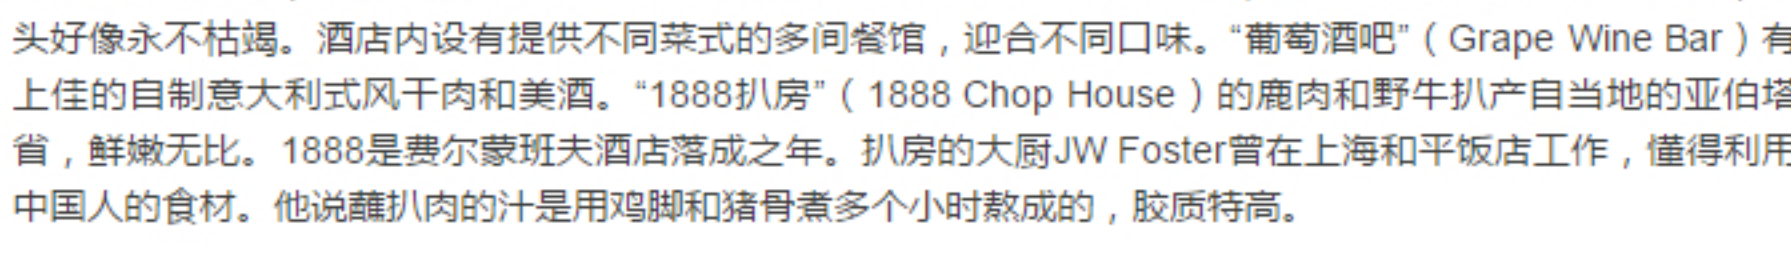 头好像永不枯竭。酒店内设有提供不同菜式的多间餐馆，迎合不同口味。“葡萄酒吧”（Grape Wine Bar）有
上佳的自制意大利式风干肉和美酒。“1888扒房”（1888 Chop House）的鹿肉和野牛扒产自当地的亚伯塔
省，鲜嫩无比。1888是费尔蒙班夫酒店落成之年。扒房的大厨JW Foster曾在上海和平饭店工作，懂得利用
中国人的食材。他说蘸扒肉的汁是用鸡脚和猪骨煮多个小时熬成的，胶质特高。